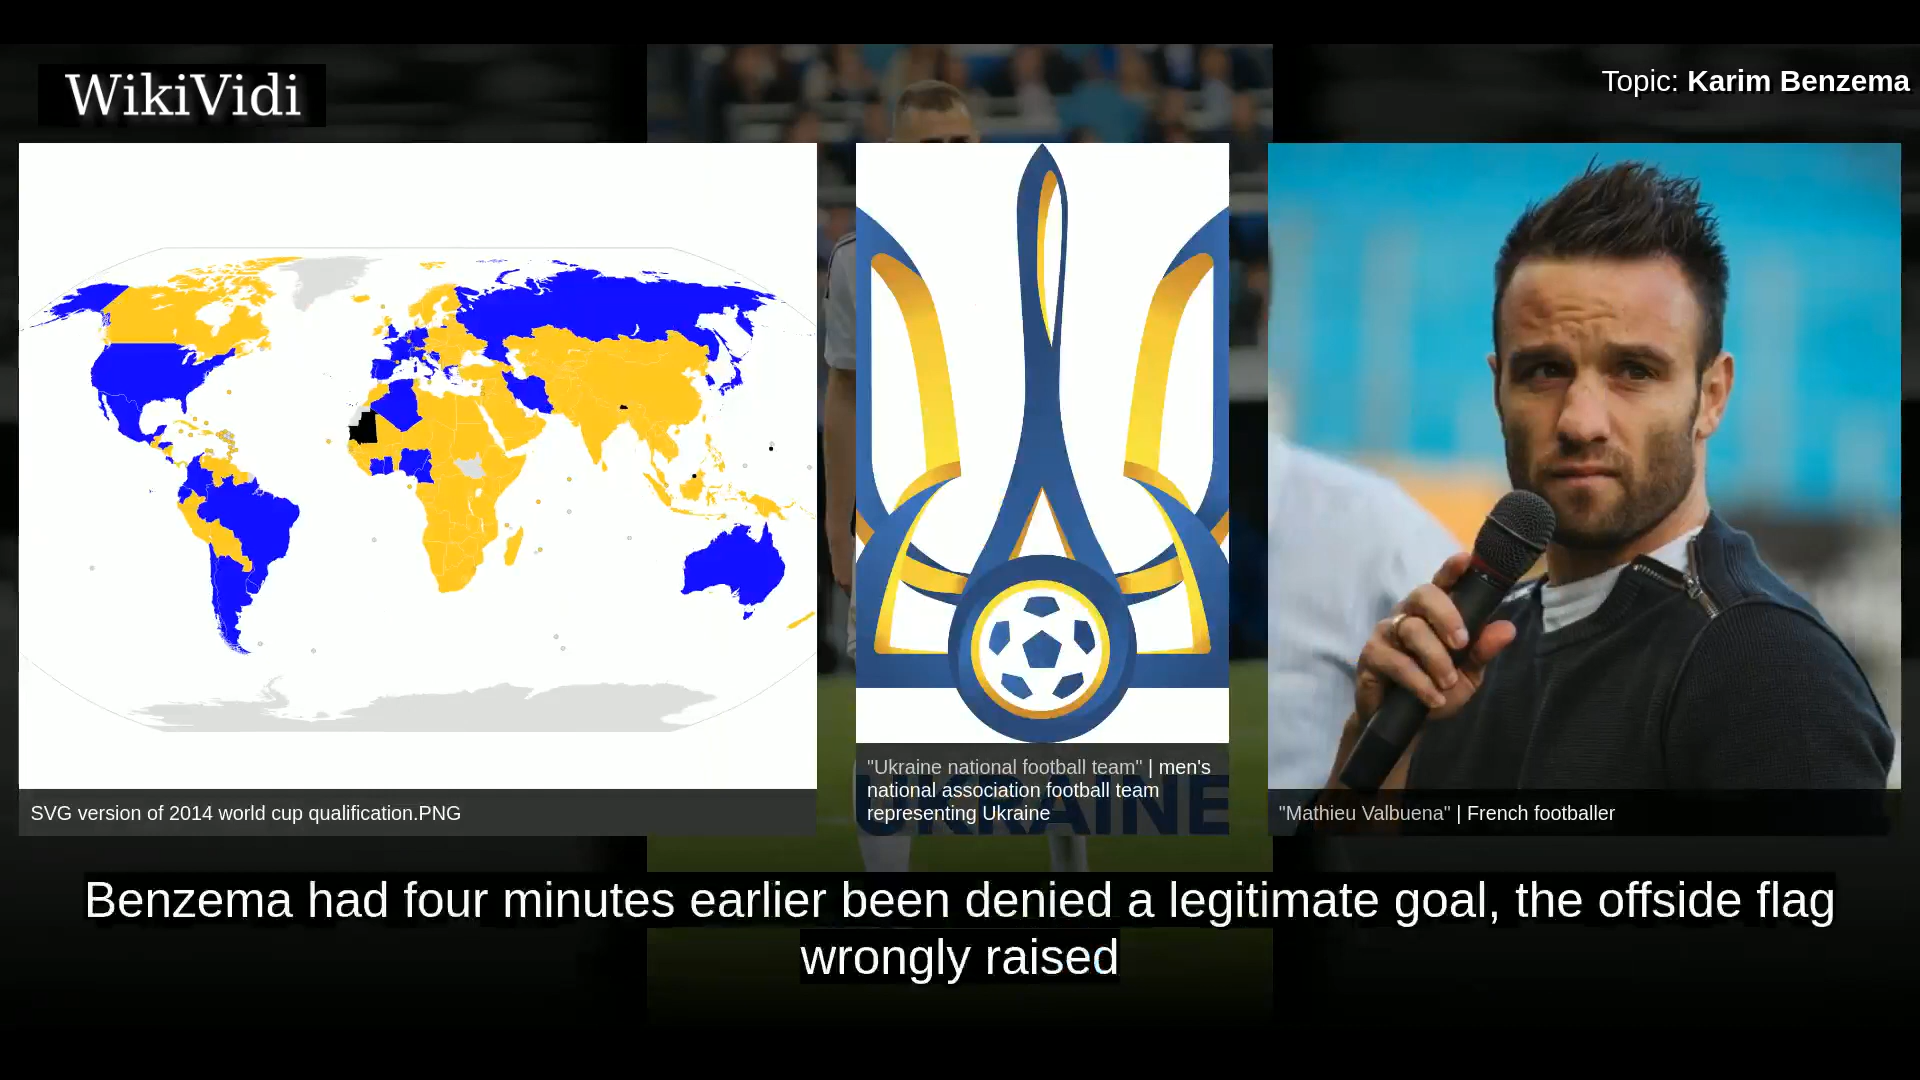 WikiVidi
Topic: Karim Benzema
SVG version of 2014 world cup qualification.PNG
"Ukraine national football team" | men's
national association football team
representing Ukraine
UKRAINE
"Mathieu Valbuena" | French footballer
Benzema had four minutes earlier been denied a legitimate goal, the offside flag
wrongly raised